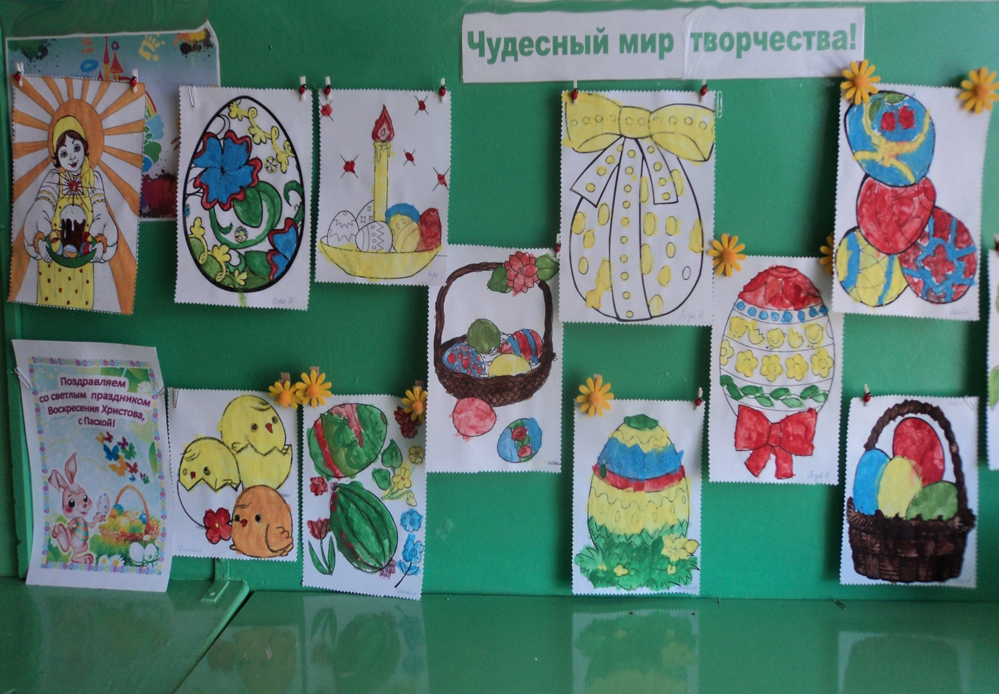 Чудесный мир творчества!
Поздравляем
со светлым праздником
Воскресения Христова,
с Пасхой!